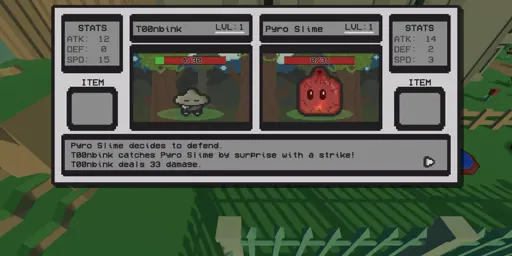 STATS
ATK: 12
DEF: 0
SPD: 15
ITEM
T00nbink
LVL:1
Pyro Slime
LVL:1
STATS
ATK: 14
DEF: 2
SPD: 3
ITEM
Pyro Slime decides to defend.
T00nbink catches Pyro Slime by surprise with a strike!
T00nbink deals 33 damage.